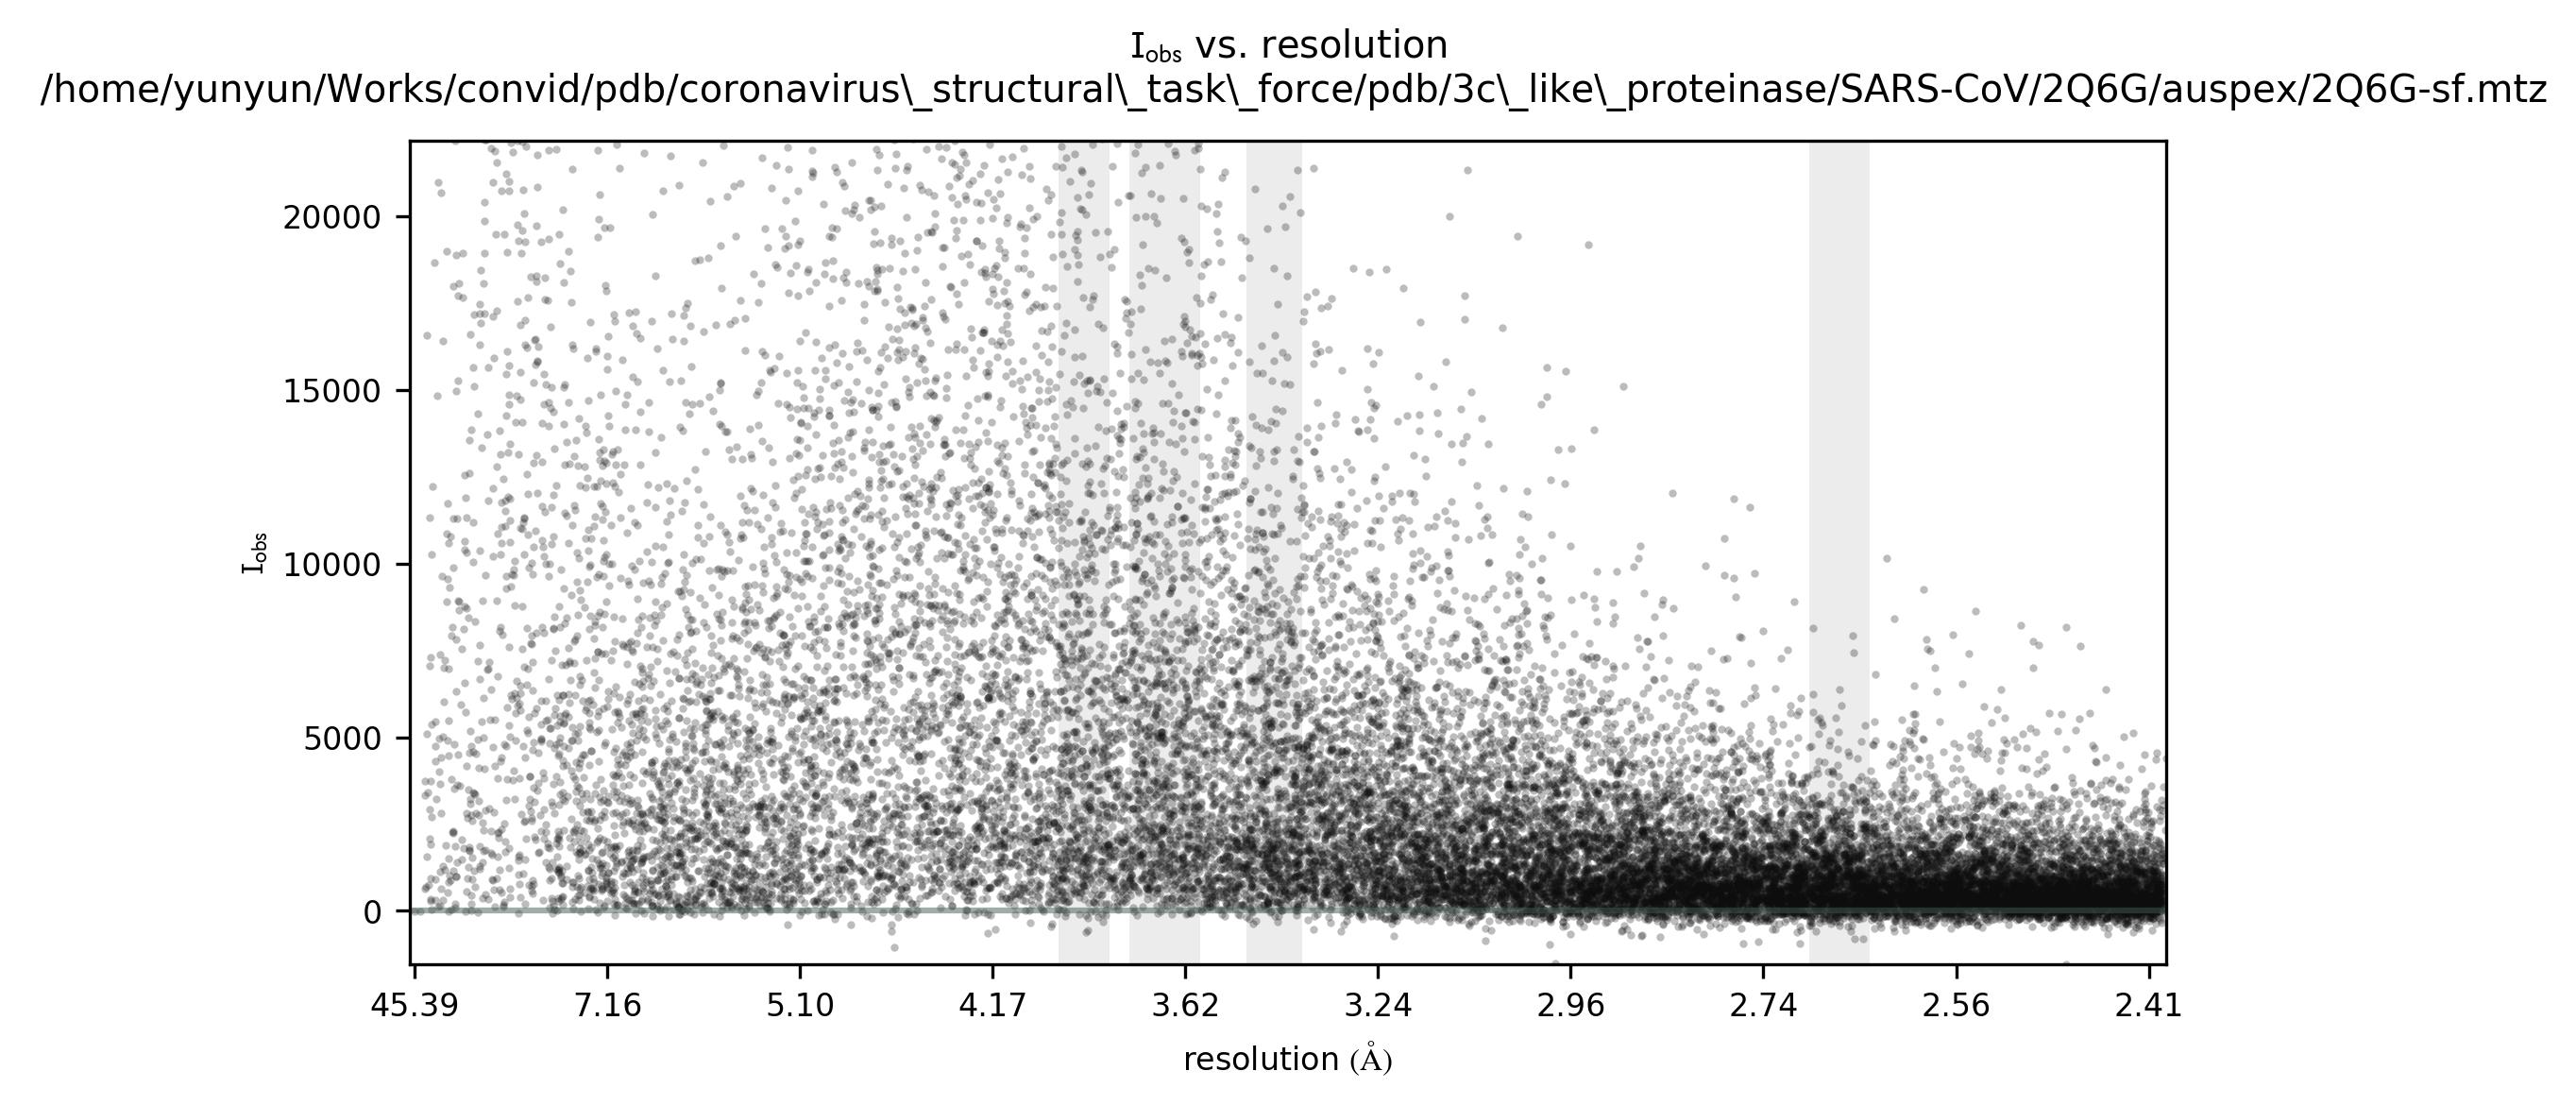 I_obs vs. resolution
/home/yunyun/Works/convid/pdb/coronavirus\_structural\_task\_force/pdb/3c\_like\_proteinase/SARS-CoV/2Q6G/auspex/2Q6G-sf.mtz
20000
15000
I_obs
10000
5000
0
45.39 7.16 5.10 4.17 3.62 3.24 2.96 2.74 2.56 2.41
resolution (Å)